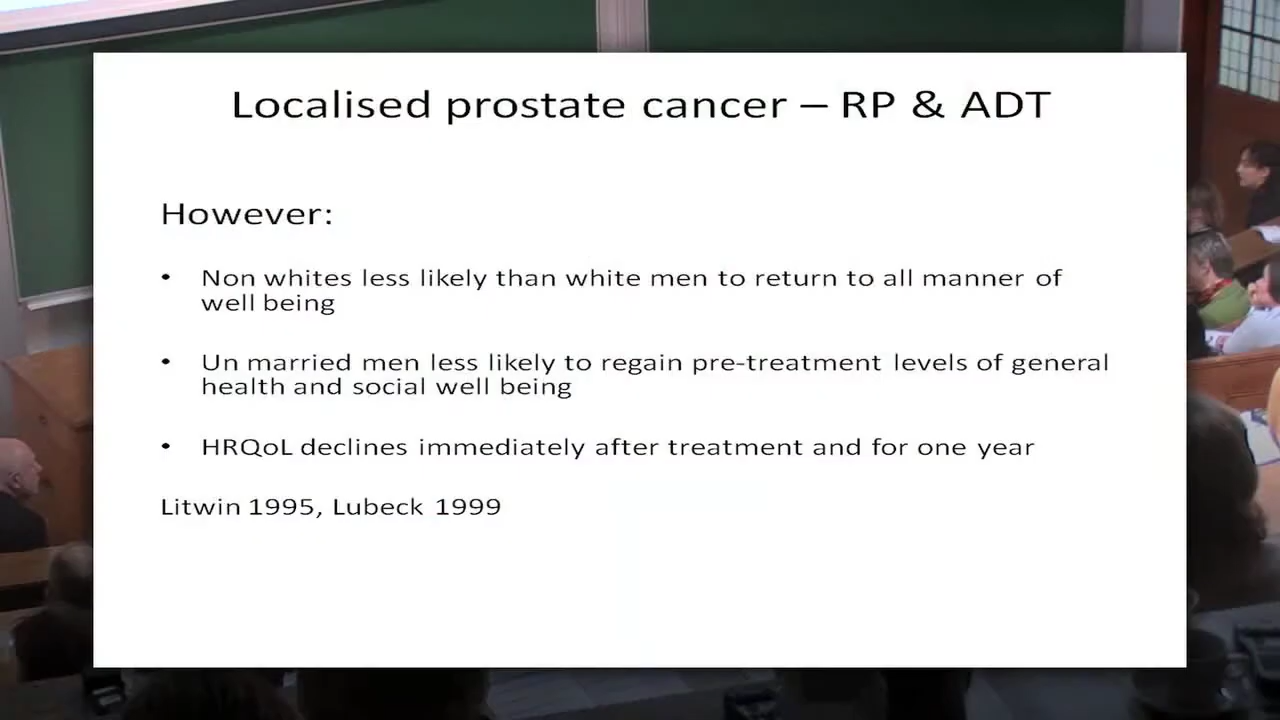 Localised prostate cancer – RP & ADT
However:
• Non whites less likely than white men to return to all manner of
well being
• Un married men less likely to regain pre-treatment levels of general
health and social well being
• HRQoL declines immediately after treatment and for one year
Litwin 1995, Lubeck 1999